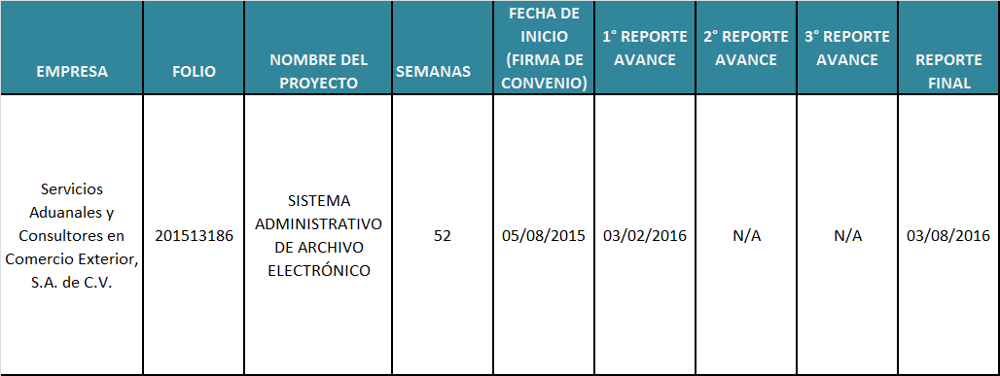 EMPRESA
FOLIO
NOMBRE DEL
PROYECTO
SEMANAS
FECHA DE
INICIO
(FIRMA DE
CONVENIO)
1° REPORTE
AVANCE
2° REPORTE
AVANCE
3° REPORTE
AVANCE
REPORTE
FINAL
Servicios
Aduanales y
Consultores en
Comercio Exterior,
S.A. de C.V.
201513186
SISTEMA
ADMINISTRATIVO
DE ARCHIVO
ELECTRÓNICO
52
05/08/2015
03/02/2016
N/A
N/A
03/08/2016